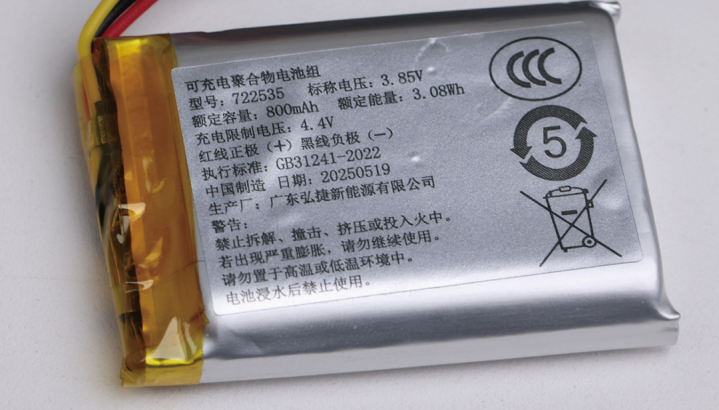 可充电聚合物电池组
型号：722535 标称电压：3.85V
额定容量：800mAh 额定能量：3.08Wh
充电限制电压：4.4V
红线正极（+）黑线负极（-）
执行标准：GB31241-2022
中国制造 日期：20250519
生产厂：广东弘捷新能源有限公司
警告：
禁止拆解、撞击、挤压或投入火中。
若出现严重膨胀，请勿继续使用。
请勿置于高温或低温环境中。
电池浸水后禁止使用。
CCC
5